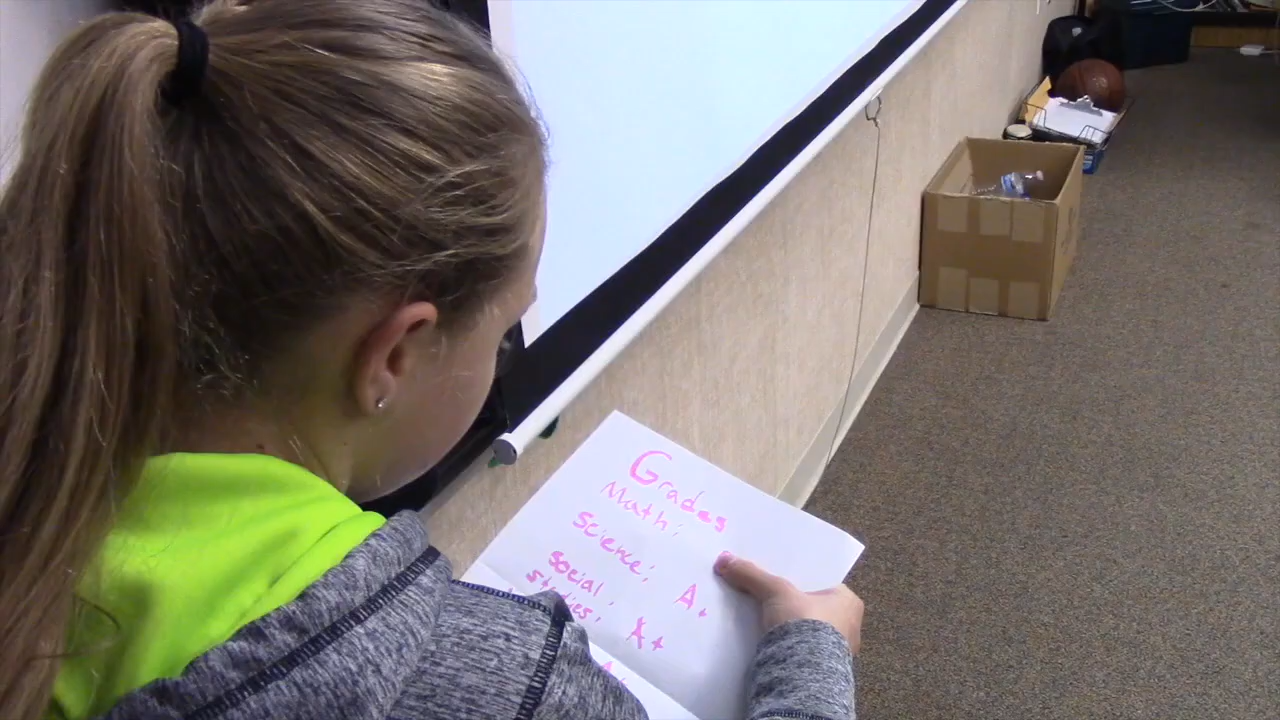 Grades
Math:
Science: A+
Social A+
studies:
A+